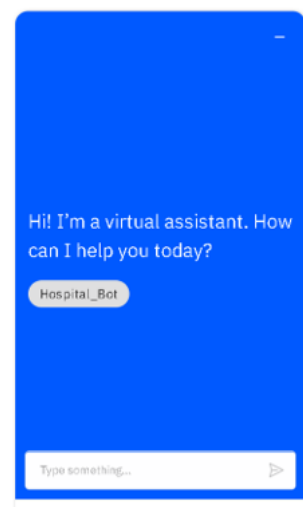 Hi! I'm a virtual assistant. How
can I help you today?
Hospital_Bot
Type something...